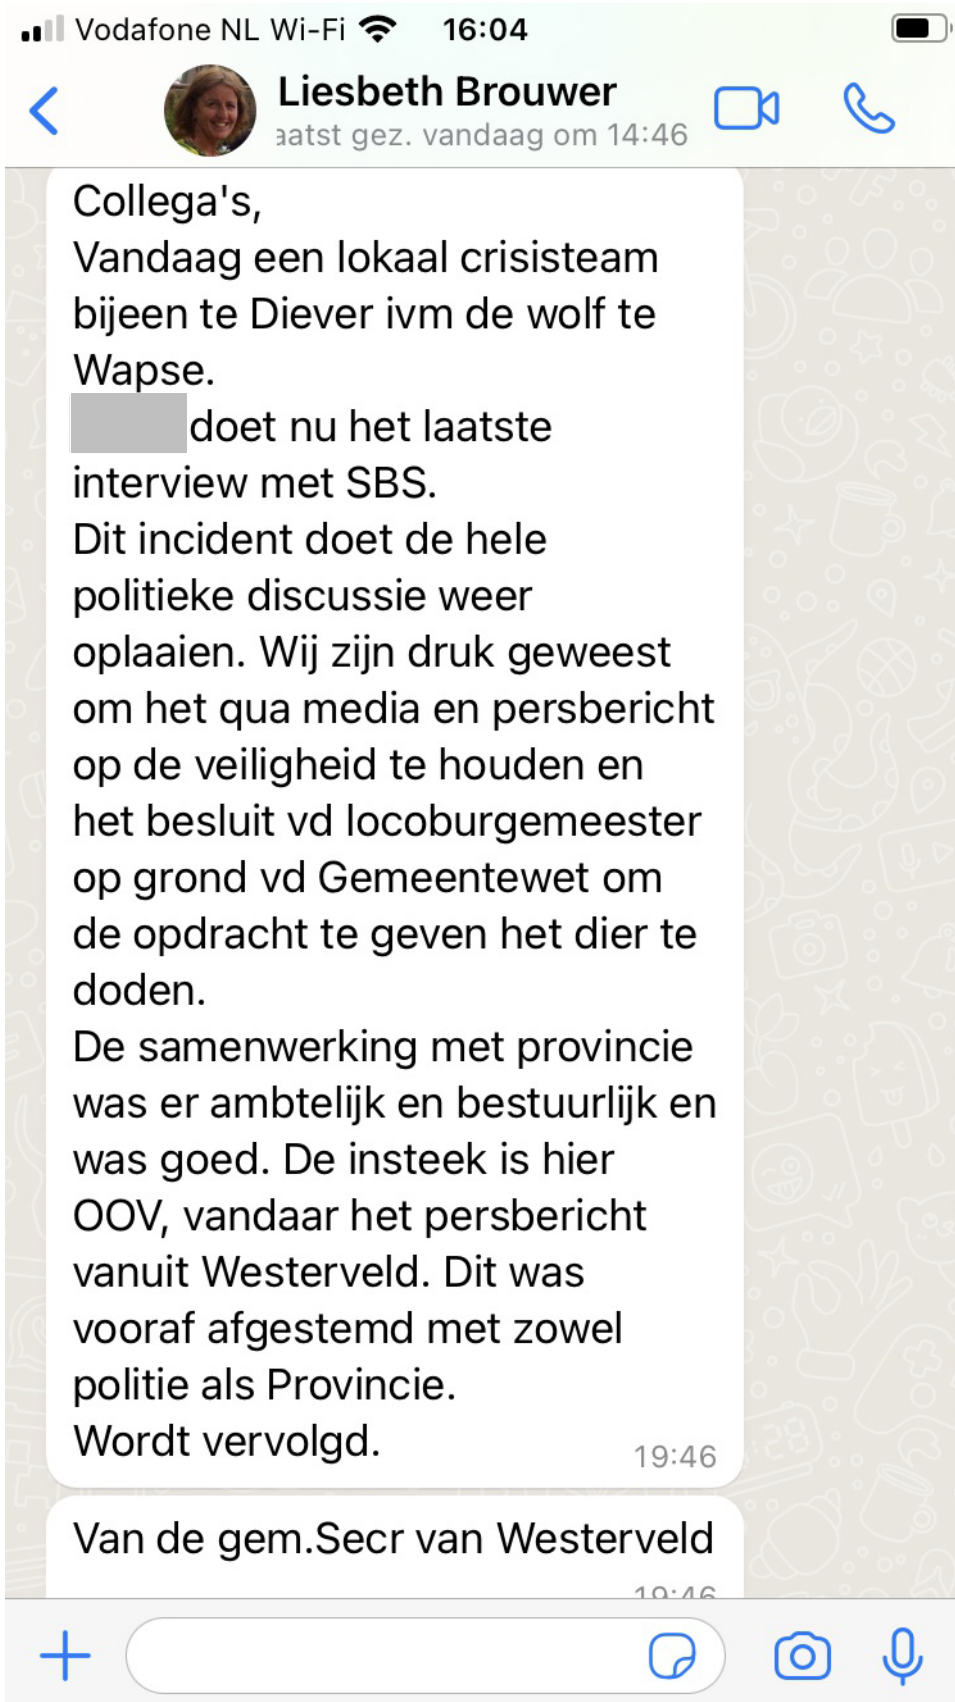 Vodafone NL Wi-Fi 16:04
Liesbeth Brouwer
aatst gez. vandaag om 14:46
Collega's,
Vandaag een lokaal crisisteam
bijeen te Diever ivm de wolf te
Wapse.
doet nu het laatste
interview met SBS.
Dit incident doet de hele
politieke discussie weer
oplaaien. Wij zijn druk geweest
om het qua media en persbericht
op de veiligheid te houden en
het besluit vd locoburgemeester
op grond vd Gemeentewet om
de opdracht te geven het dier te
doden.
De samenwerking met provincie
was er ambtelijk en bestuurlijk en
was goed. De insteek is hier
OOV, vandaar het persbericht
vanuit Westerveld. Dit was
vooraf afgestemd met zowel
politie als Provincie.
Wordt vervolgd.
19:46
Van de gem.Secr van Westerveld
19:46